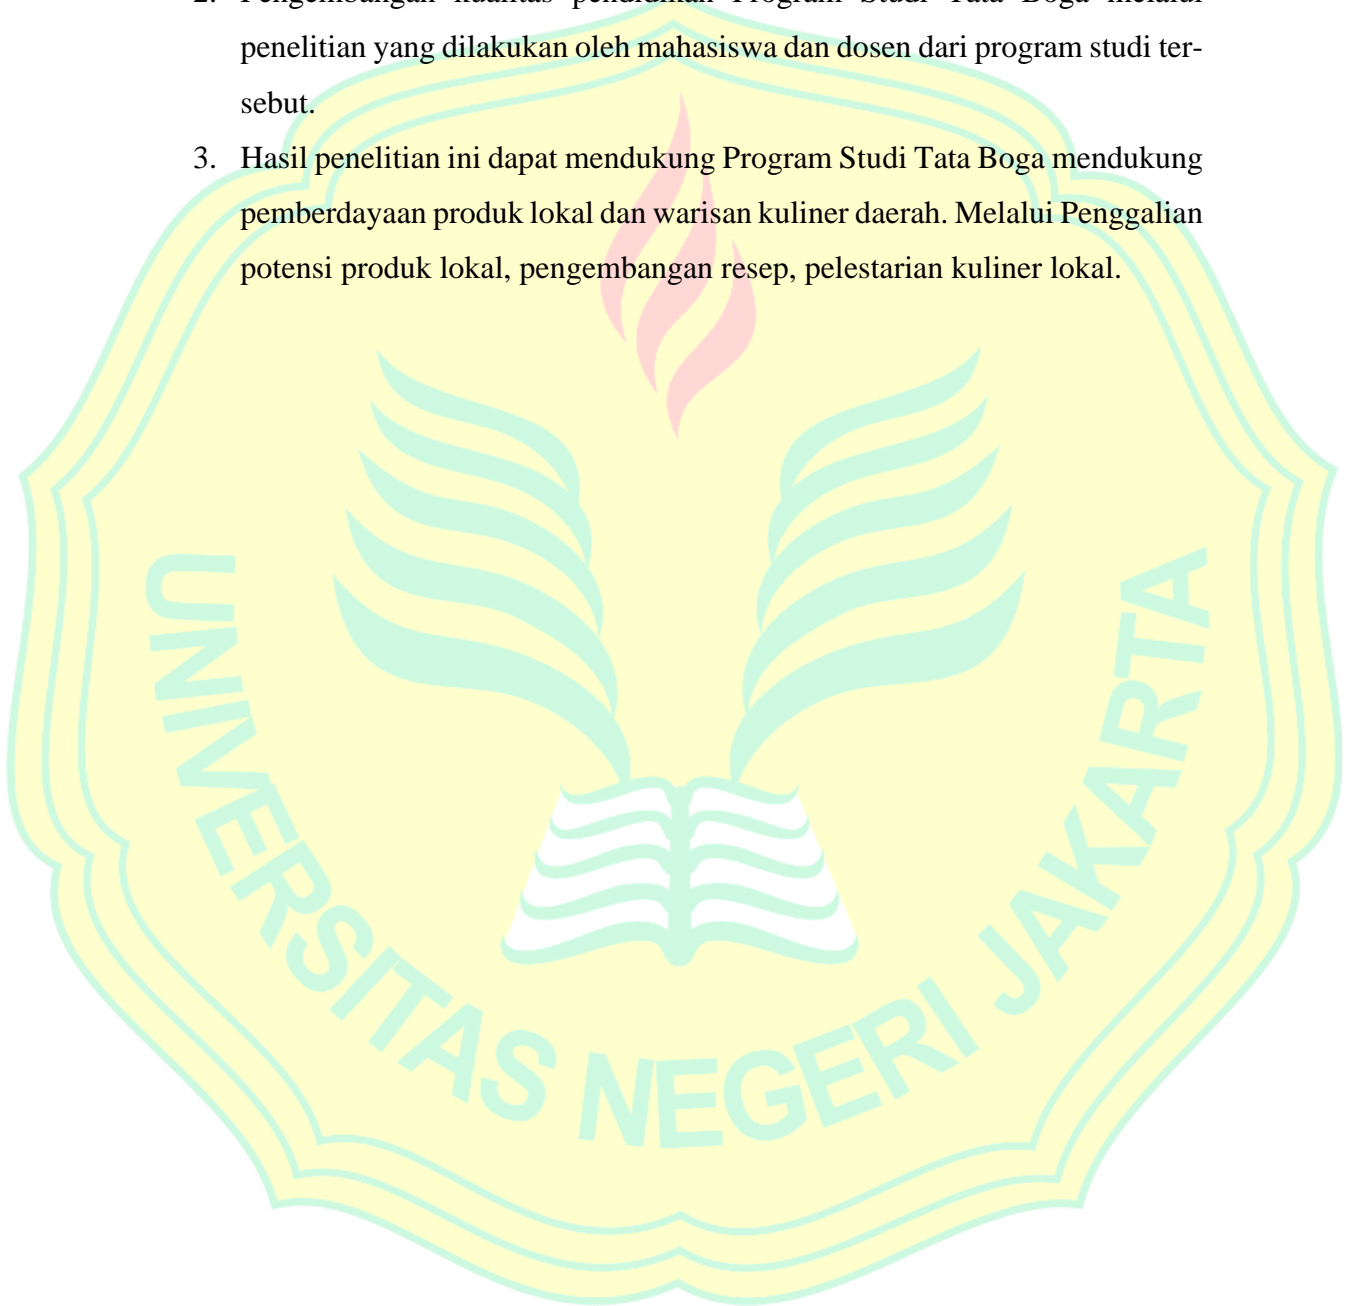 2. Pengembangan kualitas pendidikan Program Studi Tata Boga melalui
penelitian yang dilakukan oleh mahasiswa dan dosen dari program studi ter-
sebut.
3. Hasil penelitian ini dapat mendukung Program Studi Tata Boga mendukung
pemberdayaan produk lokal dan warisan kuliner daerah. Melalui Penggalian
potensi produk lokal, pengembangan resep, pelestarian kuliner lokal.
UNIVERSITAS NEGERI JAKARTA